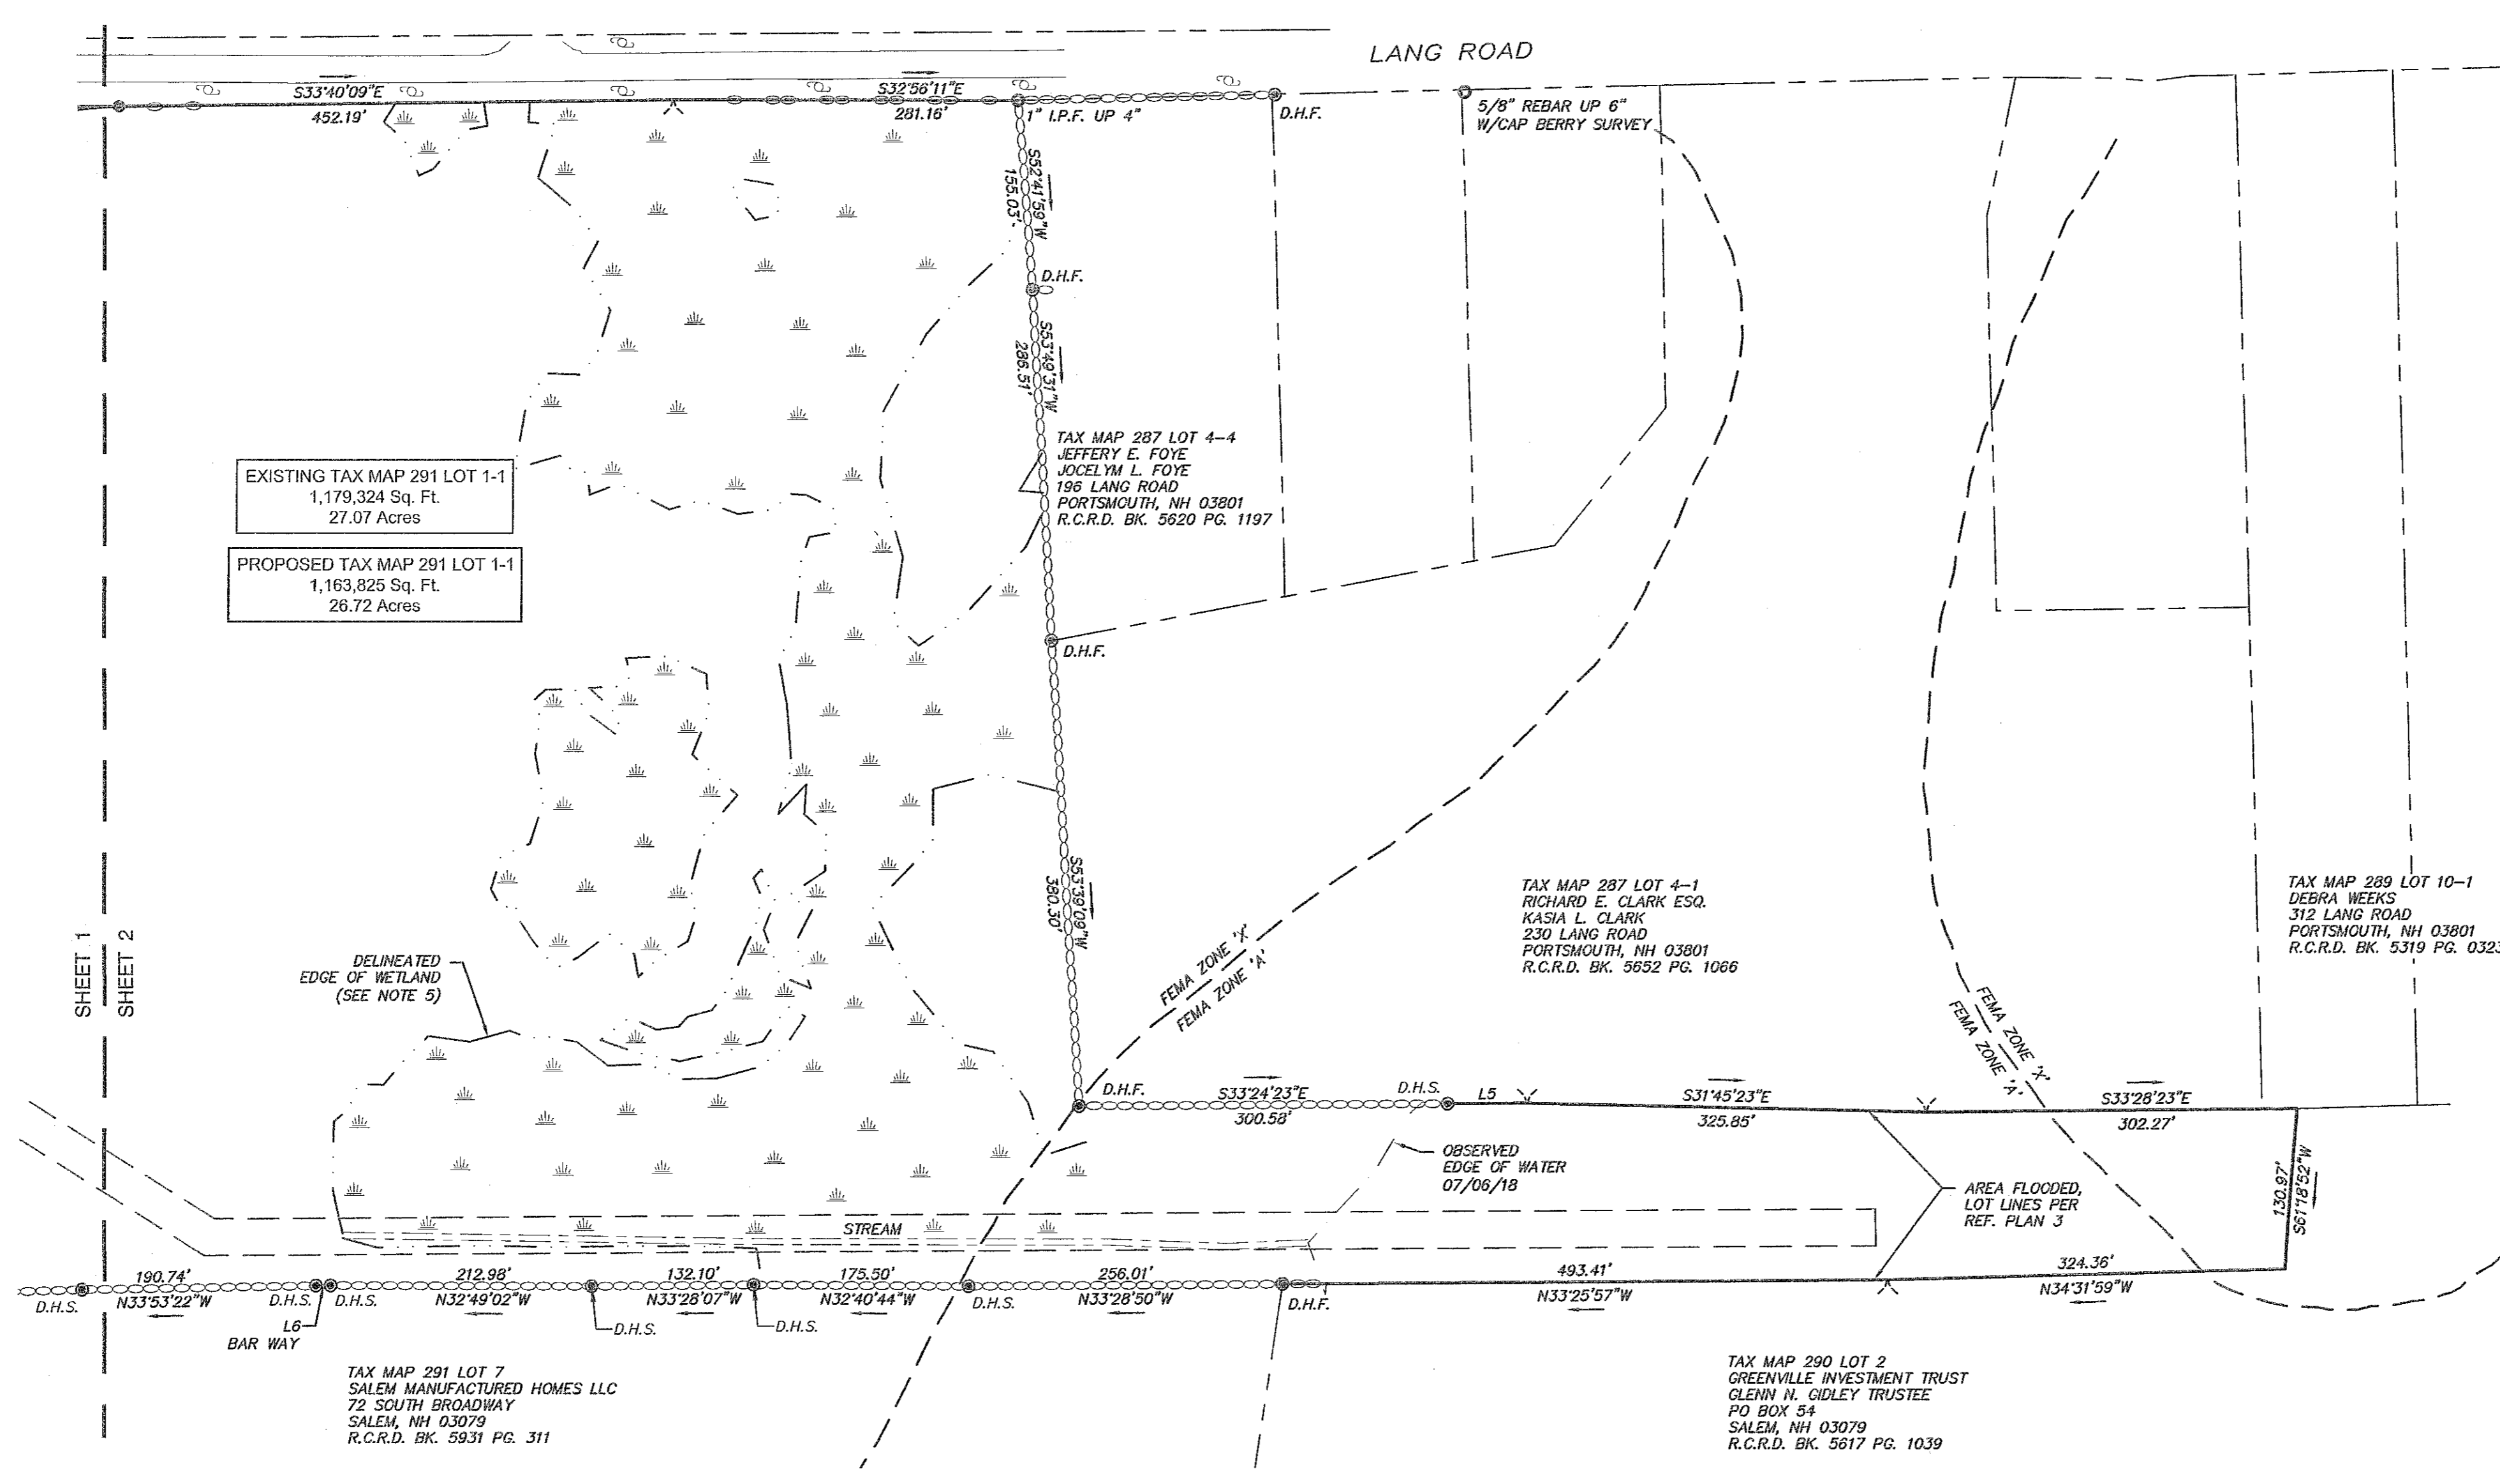 LANG ROAD
S33°40'09"E
452.19'
S32°56'11"E
281.16'
1" I.P.F. UP 4"
D.H.F.
5/8" REBAR UP 6"
W/CAP BERRY SURVEY
S52°41'59"W
155.03'
D.H.F.
S53°49'31"W
286.51'
TAX MAP 287 LOT 4-4
JEFFERY E. FOYE
JOCELYM L. FOYE
196 LANG ROAD
PORTSMOUTH, NH 03801
R.C.R.D. BK. 5620 PG. 1197
EXISTING TAX MAP 291 LOT 1-1
1,179,324 Sq. Ft.
27.07 Acres
PROPOSED TAX MAP 291 LOT 1-1
1,163,825 Sq. Ft.
26.72 Acres
D.H.F.
S53°39'09"W
380.30'
TAX MAP 287 LOT 4-1
RICHARD E. CLARK ESQ.
KASIA L. CLARK
230 LANG ROAD
PORTSMOUTH, NH 03801
R.C.R.D. BK. 5652 PG. 1066
TAX MAP 289 LOT 10-1
DEBRA WEEKS
312 LANG ROAD
PORTSMOUTH, NH 03801
R.C.R.D. BK. 5319 PG. 0323
SHEET 1
SHEET 2
DELINEATED
EDGE OF WETLAND
(SEE NOTE 5)
FEMA ZONE 'X'
FEMA ZONE 'A'
FEMA ZONE 'X'
FEMA ZONE 'A'
D.H.F.
S33°24'23"E
300.58'
D.H.S.
L5
S31°45'23"E
325.85'
S33°28'23"E
302.27'
OBSERVED
EDGE OF WATER
07/06/18
AREA FLOODED,
LOT LINES PER
REF. PLAN 3
130.97'
S61°18'52"W
STREAM
190.74'
N33°53'22"W
212.98'
N32°49'02"W
132.10'
N33°28'07"W
175.50'
N32°40'44"W
256.01'
N33°28'50"W
493.41'
N33°25'57"W
324.36'
N34°31'59"W
D.H.S.
D.H.S.
D.H.S.
D.H.S.
D.H.S.
D.H.S.
D.H.F.
L6
BAR WAY
TAX MAP 291 LOT 7
SALEM MANUFACTURED HOMES LLC
72 SOUTH BROADWAY
SALEM, NH 03079
R.C.R.D. BK. 5931 PG. 311
TAX MAP 290 LOT 2
GREENVILLE INVESTMENT TRUST
GLENN N. GIDLEY TRUSTEE
PO BOX 54
SALEM, NH 03079
R.C.R.D. BK. 5617 PG. 1039